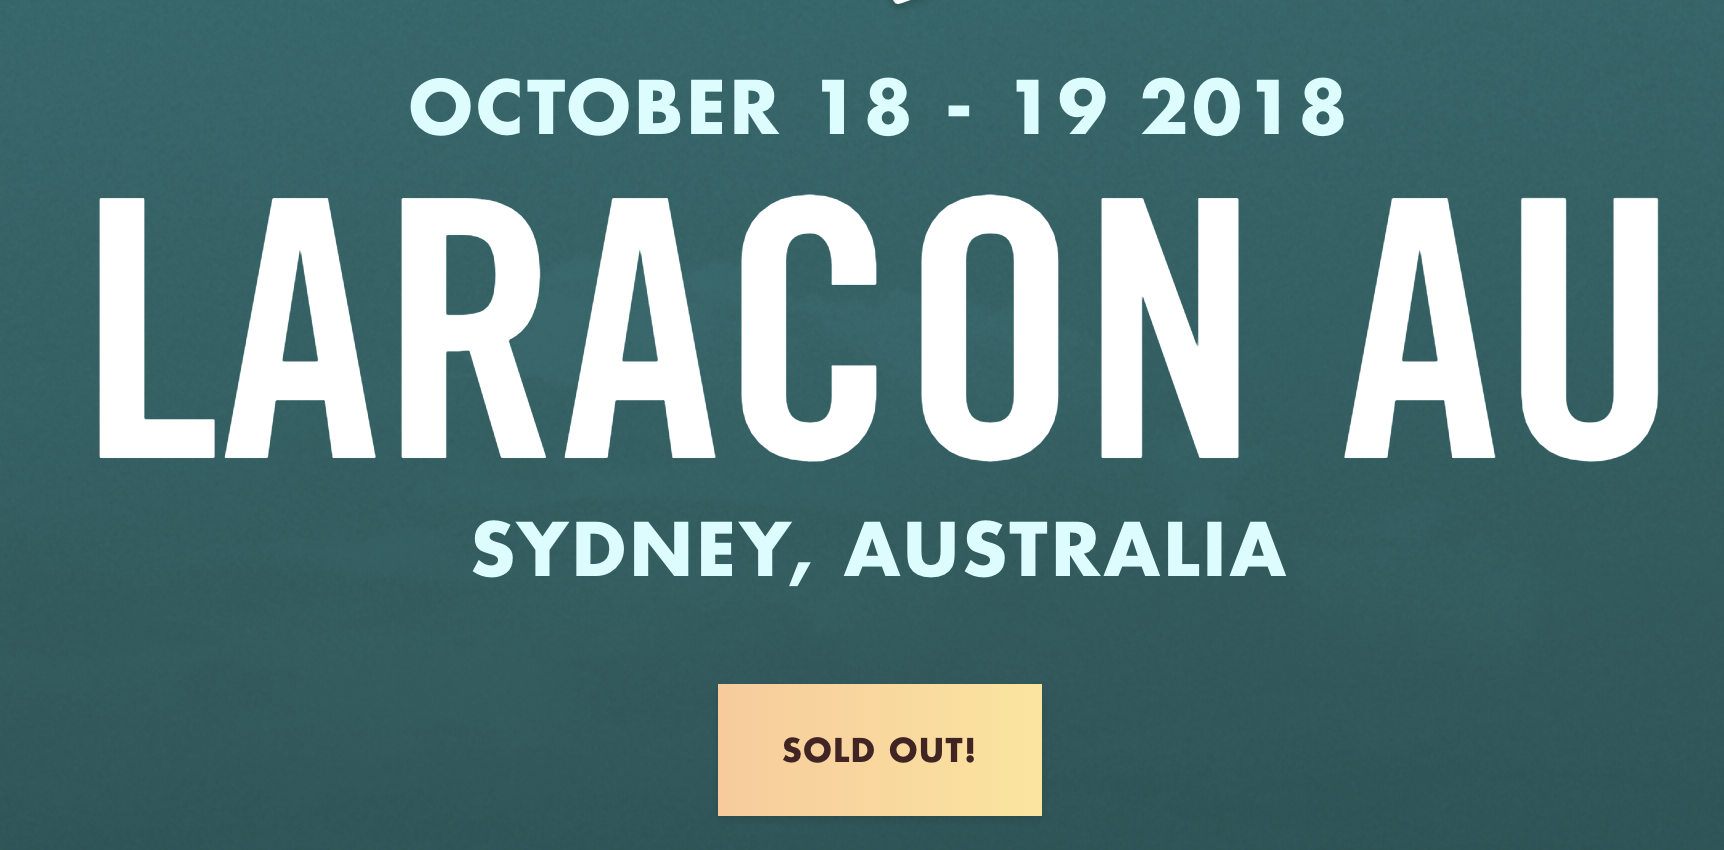 OCTOBER 18 - 19 2018
LARACON AU
SYDNEY, AUSTRALIA
SOLD OUT!